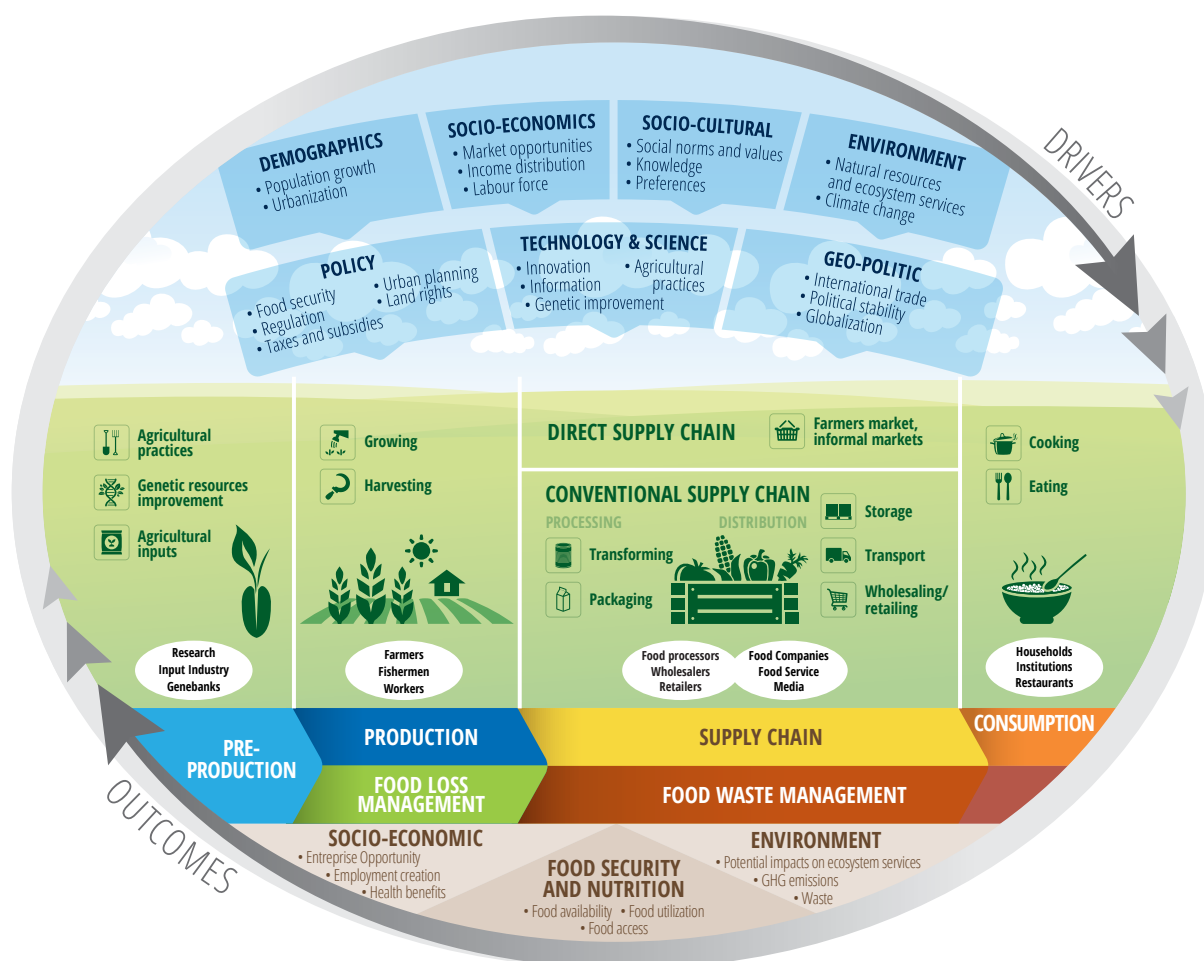 DRIVERS
DEMOGRAPHICS
• Population growth
• Urbanization
SOCIO-ECONOMICS
• Market opportunities
• Income distribution
• Labour force
SOCIO-CULTURAL
• Social norms and values
• Knowledge
• Preferences
ENVIRONMENT
• Natural resources
and ecosystem services
• Climate change
POLICY
• Food security
• Regulation
• Taxes and subsidies
• Urban planning
• Land rights
TECHNOLOGY & SCIENCE
• Innovation
• Information
• Genetic improvement
• Agricultural
practices
GEO-POLITIC
• International trade
• Political stability
• Globalization
Agricultural
practices
Genetic resources
improvement
Agricultural
inputs
Research
Input Industry
Genebanks
Growing
Harvesting
Farmers
Fishermen
Workers
DIRECT SUPPLY CHAIN
Farmers market,
informal markets
CONVENTIONAL SUPPLY CHAIN
PROCESSING
Transforming
Packaging
DISTRIBUTION
Storage
Transport
Wholesaling/
retailing
Food processors
Wholesalers
Retailers
Food Companies
Food Service
Media
Cooking
Eating
Households
Institutions
Restaurants
PRE-
PRODUCTION
PRODUCTION
SUPPLY CHAIN
CONSUMPTION
FOOD LOSS
MANAGEMENT
FOOD WASTE MANAGEMENT
OUTCOMES
SOCIO-ECONOMIC
• Entreprise Opportunity
• Employment creation
• Health benefits
FOOD SECURITY
AND NUTRITION
• Food availability • Food utilization
• Food access
ENVIRONMENT
• Potential impacts on ecosystem services
• GHG emissions
• Waste